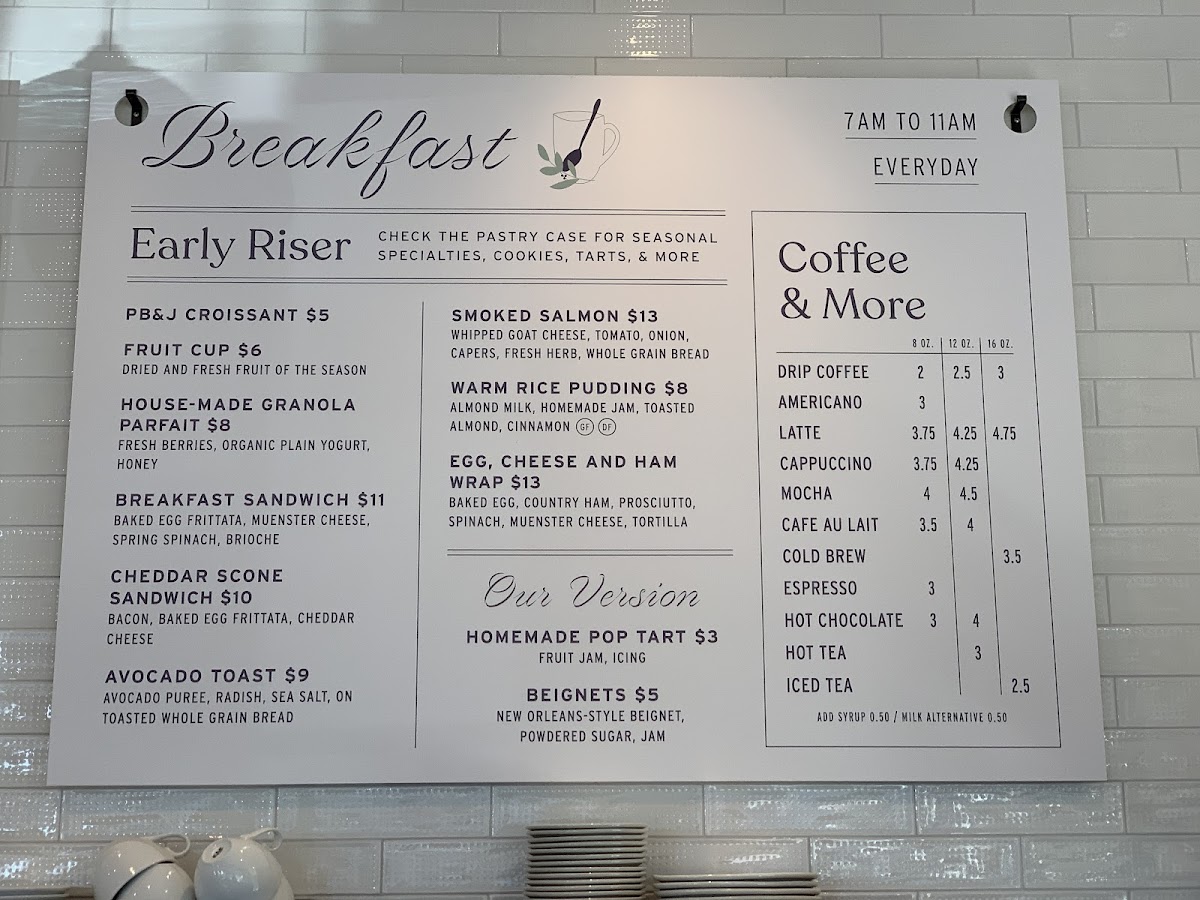 Breakfast
7AM TO 11AM
EVERYDAY
Early Riser
CHECK THE PASTRY CASE FOR SEASONAL
SPECIALTIES, COOKIES, TARTS, & MORE
PB&J CROISSANT $5
FRUIT CUP $6
DRIED AND FRESH FRUIT OF THE SEASON
HOUSE-MADE GRANOLA
PARFAIT $8
FRESH BERRIES, ORGANIC PLAIN YOGURT,
HONEY
BREAKFAST SANDWICH $11
BAKED EGG FRITTATA, MUENSTER CHEESE,
SPRING SPINACH, BRIOCHE
CHEDDAR SCONE
SANDWICH $10
BACON, BAKED EGG FRITTATA, CHEDDAR
CHEESE
AVOCADO TOAST $9
AVOCADO PUREE, RADISH, SEA SALT, ON
TOASTED WHOLE GRAIN BREAD
SMOKED SALMON $13
WHIPPED GOAT CHEESE, TOMATO, ONION,
CAPERS, FRESH HERB, WHOLE GRAIN BREAD
WARM RICE PUDDING $8
ALMOND MILK, HOMEMADE JAM, TOASTED
ALMOND, CINNAMON GF DF
EGG, CHEESE AND HAM
WRAP $13
BAKED EGG, COUNTRY HAM, PROSCIUTTO,
SPINACH, MUENSTER CHEESE, TORTILLA
Our Version
HOMEMADE POP TART $3
FRUIT JAM, ICING
BEIGNETS $5
NEW ORLEANS-STYLE BEIGNET,
POWDERED SUGAR, JAM
Coffee
& More
8 OZ. 12 OZ. 16 OZ.
DRIP COFFEE 2 2.5 3
AMERICANO 3
LATTE 3.75 4.25 4.75
CAPPUCCINO 3.75 4.25
MOCHA 4 4.5
CAFE AU LAIT 3.5 4
COLD BREW 3.5
ESPRESSO 3
HOT CHOCOLATE 3 4
HOT TEA 3
ICED TEA 2.5
ADD SYRUP 0.50 / MILK ALTERNATIVE 0.50